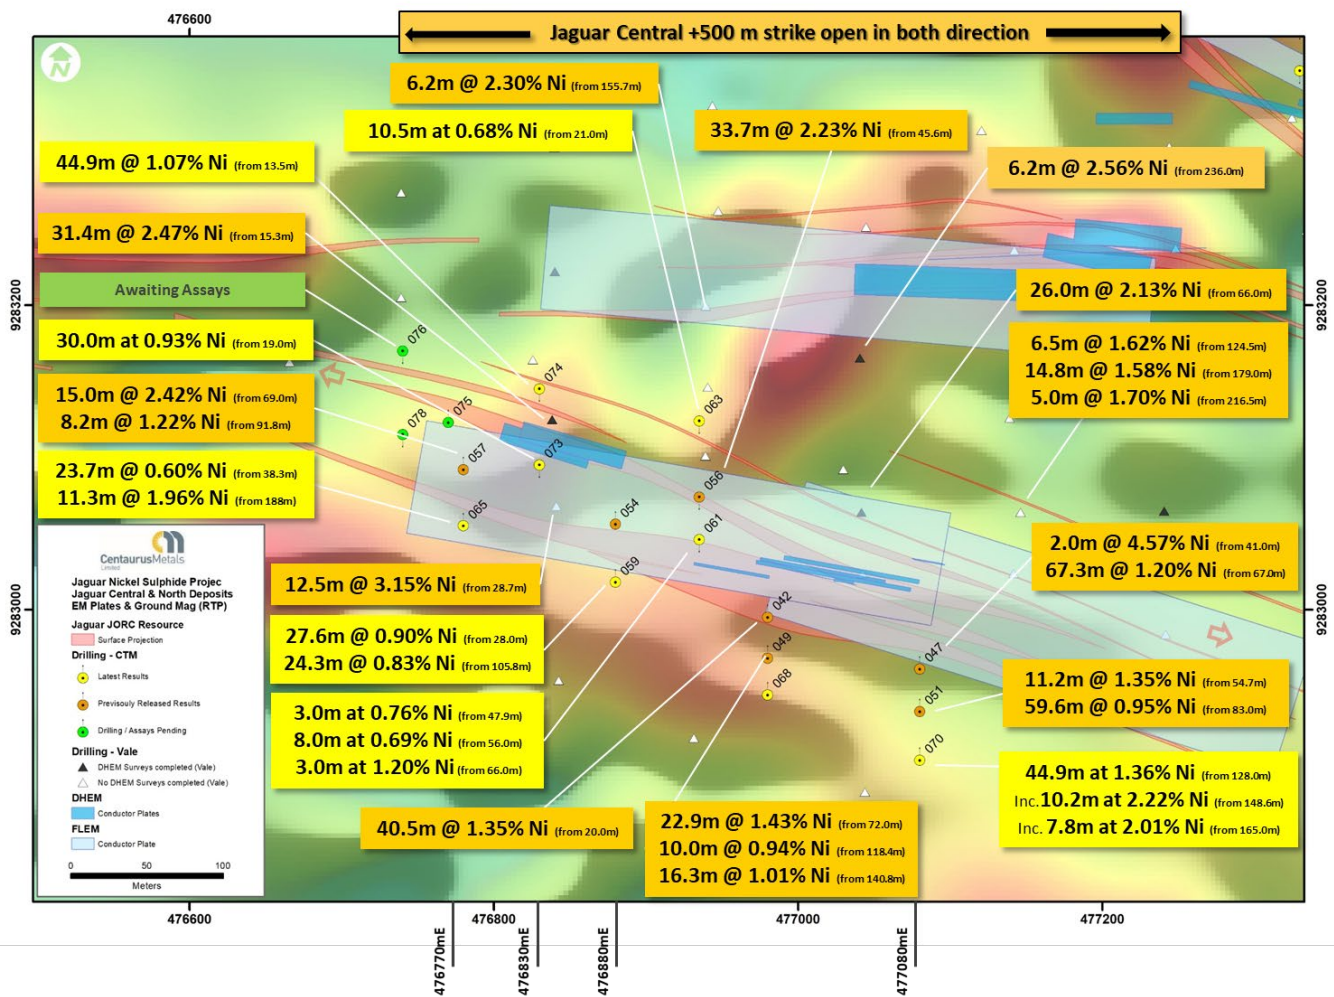 476600
Jaguar Central +500 m strike open in both direction
N
6.2m @ 2.30% Ni (from 155.7m)
10.5m at 0.68% Ni (from 21.0m)
33.7m @ 2.23% Ni (from 45.6m)
44.9m @ 1.07% Ni (from 13.5m)
6.2m @ 2.56% Ni (from 236.0m)
31.4m @ 2.47% Ni (from 15.3m)
Awaiting Assays
26.0m @ 2.13% Ni (from 66.0m)
9283200
9283200
30.0m at 0.93% Ni (from 19.0m)
6.5m @ 1.62% Ni (from 124.5m)
14.8m @ 1.58% Ni (from 179.0m)
5.0m @ 1.70% Ni (from 216.5m)
15.0m @ 2.42% Ni (from 69.0m)
8.2m @ 1.22% Ni (from 91.8m)
23.7m @ 0.60% Ni (from 38.3m)
11.3m @ 1.96% Ni (from 188m)
076
074
063
078
075
057
073
056
065
054
061
059
042
049
068
047
051
070
2.0m @ 4.57% Ni (from 41.0m)
67.3m @ 1.20% Ni (from 67.0m)
12.5m @ 3.15% Ni (from 28.7m)
9283000
9283000
27.6m @ 0.90% Ni (from 28.0m)
24.3m @ 0.83% Ni (from 105.8m)
11.2m @ 1.35% Ni (from 54.7m)
59.6m @ 0.95% Ni (from 83.0m)
3.0m at 0.76% Ni (from 47.9m)
8.0m at 0.69% Ni (from 56.0m)
3.0m at 1.20% Ni (from 66.0m)
44.9m at 1.36% Ni (from 128.0m)
Inc. 10.2m at 2.22% Ni (from 148.6m)
Inc. 7.8m at 2.01% Ni (from 165.0m)
40.5m @ 1.35% Ni (from 20.0m)
22.9m @ 1.43% Ni (from 72.0m)
10.0m @ 0.94% Ni (from 118.4m)
16.3m @ 1.01% Ni (from 140.8m)
CentaurusMetals
Limited
Jaguar Nickel Sulphide Projec
Jaguar Central & North Deposits
EM Plates & Ground Mag (RTP)
Jaguar JORC Resource
Surface Projection
Drilling - CTM
Latest Results
Previsouly Released Results
Drilling / Assays Pending
Drilling - Vale
DHEM Surveys completed (Vale)
No DHEM Surveys completed (Vale)
DHEM
Conductor Plates
FLEM
Conductor Plate
0 50 100
Meters
476600
476800
477000
477200
476770mE
476830mE
476880mE
477080mE